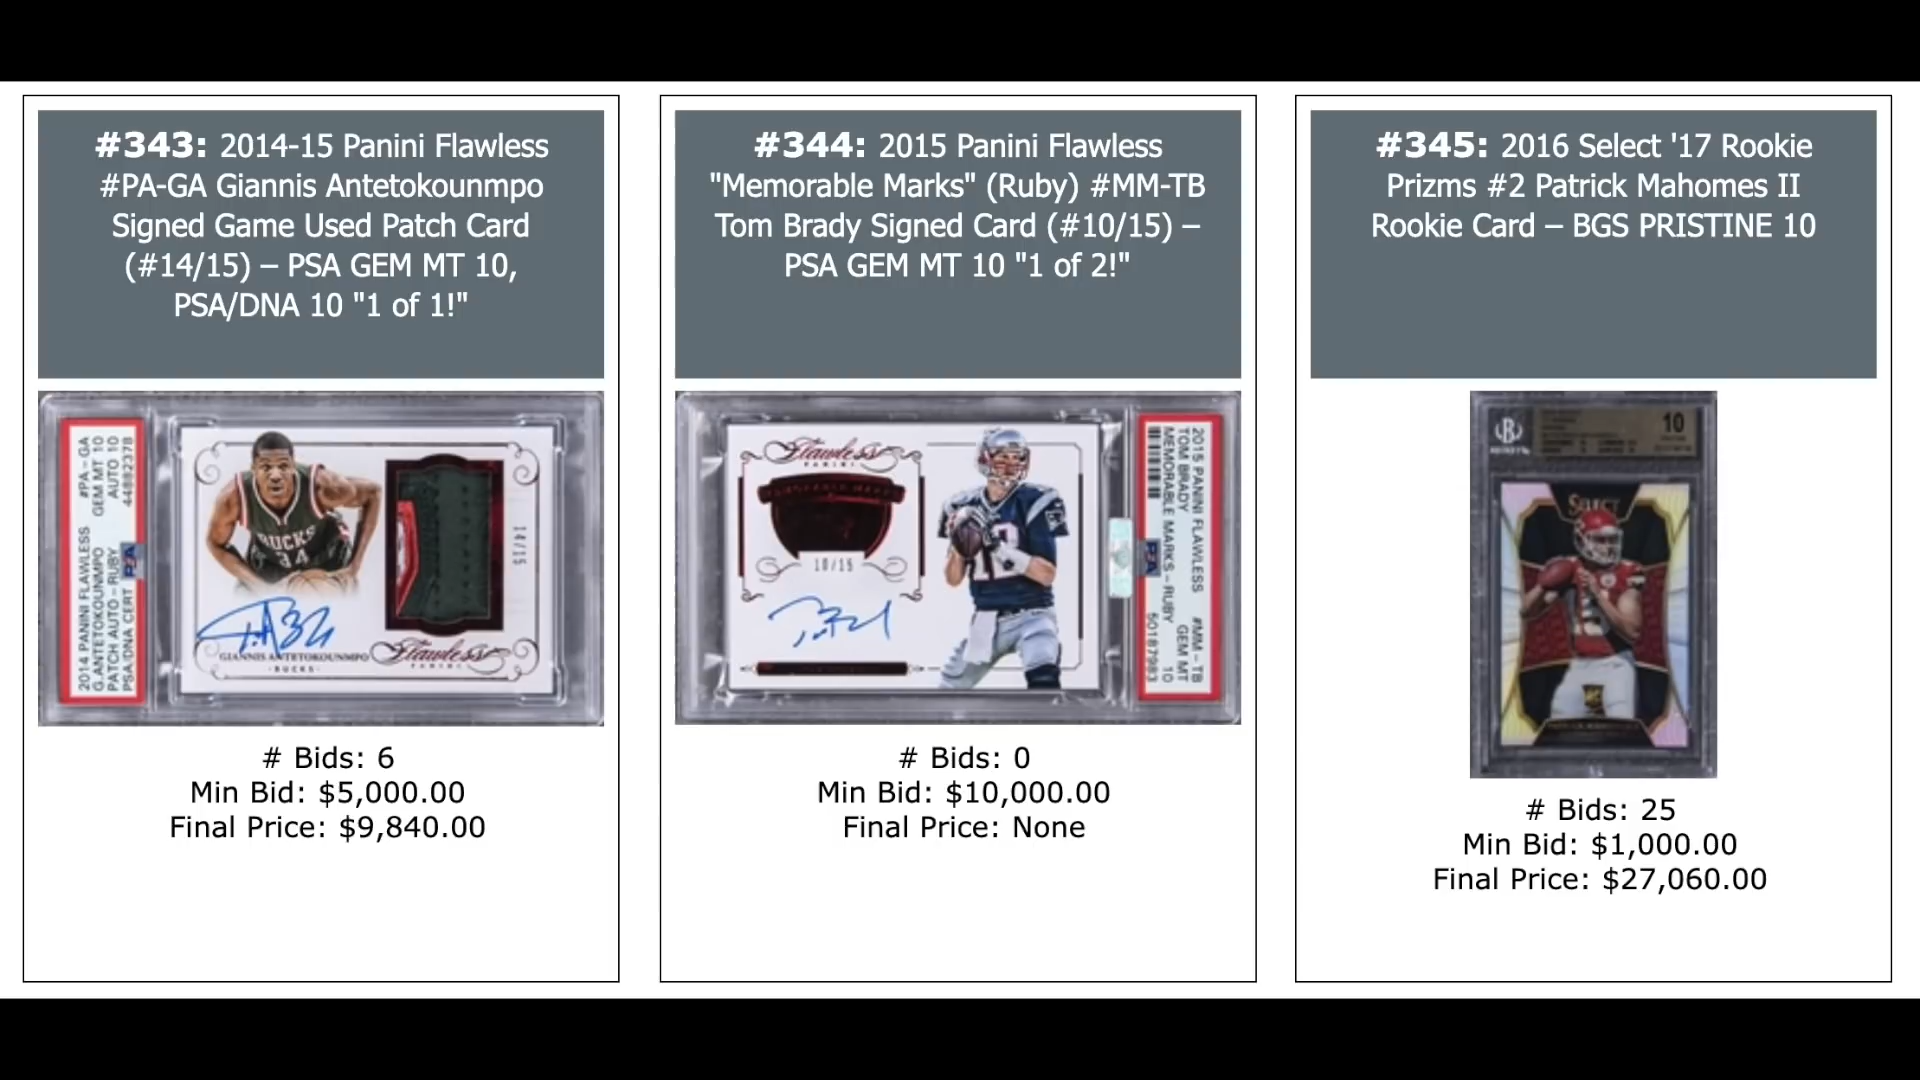 #343: 2014-15 Panini Flawless
#PA-GA Giannis Antetokounmpo
Signed Game Used Patch Card
(#14/15) – PSA GEM MT 10,
PSA/DNA 10 "1 of 1!"
2014 PANINI FLAWLESS #PA-GA
G.ANTETOKOUNMPO GEM MT 10
PATCH AUTO-RUBY AUTO 10
PSA/DNA CERT PSA 44882378
BUCKS
34
14/15
GIANNIS ANTETOKOUNMPO
BUCKS
Flawless
PANINI
# Bids: 6
Min Bid: $5,000.00
Final Price: $9,840.00
#344: 2015 Panini Flawless
"Memorable Marks" (Ruby) #MM-TB
Tom Brady Signed Card (#10/15) –
PSA GEM MT 10 "1 of 2!"
Flawless
PANINI
10/15
12
2015 PANINI FLAWLESS #MM-TB
TOM BRADY GEM MT
MEMORABLE MARKS-RUBY 10
PSA 50187983
# Bids: 0
Min Bid: $10,000.00
Final Price: None
#345: 2016 Select '17 Rookie
Prizms #2 Patrick Mahomes II
Rookie Card – BGS PRISTINE 10
10
SELECT
15
# Bids: 25
Min Bid: $1,000.00
Final Price: $27,060.00